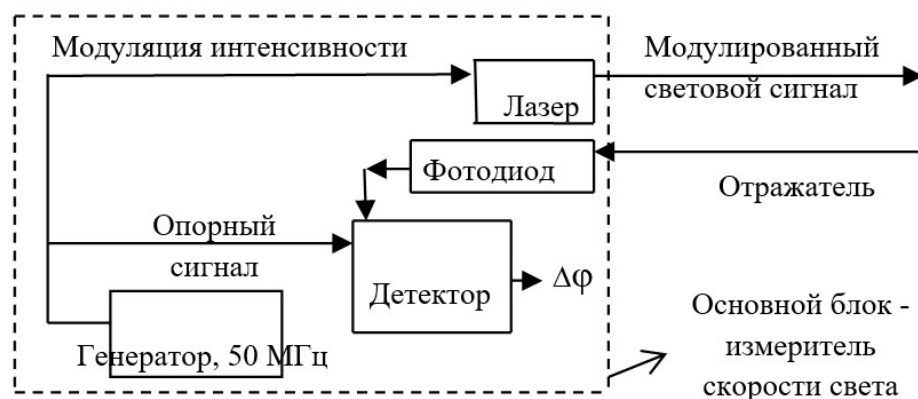 Модуляция интенсивности
Модулированный
световой сигнал
Лазер
Фотодиод
Отражатель
Опорный
сигнал
Детектор
Δφ
Генератор, 50 МГц
Основной блок -
измеритель
скорости света